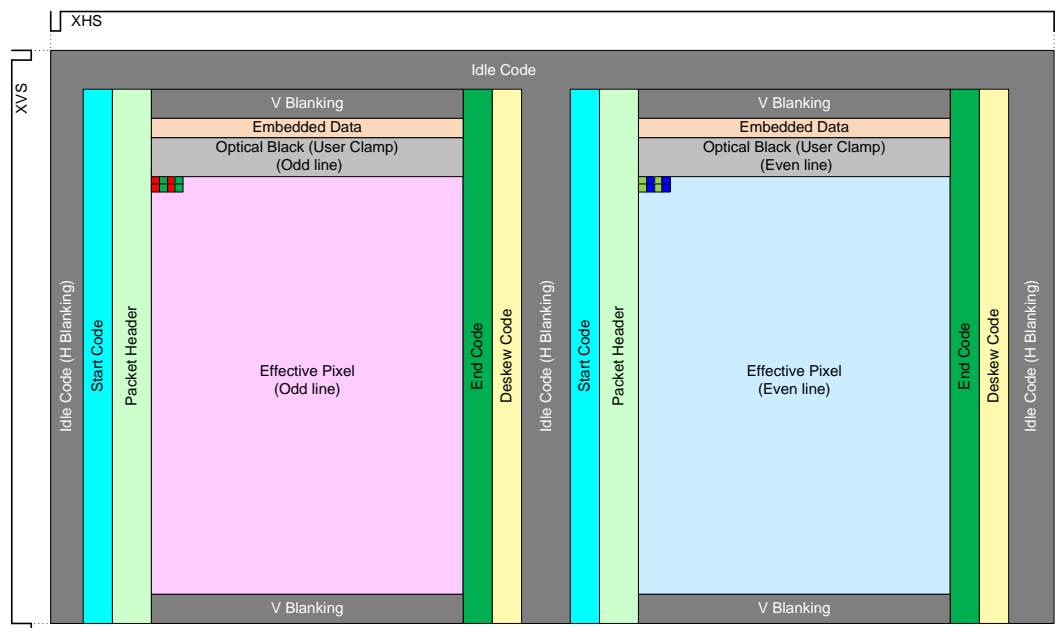 XHS
XVS
Idle Code
V Blanking
V Blanking
Embedded Data
Embedded Data
Optical Black (User Clamp)
(Odd line)
Optical Black (User Clamp)
(Even line)
Idle Code (H Blanking)
Start Code
Packet Header
Effective Pixel
(Odd line)
End Code
Deskew Code
Idle Code (H Blanking)
Start Code
Packet Header
Effective Pixel
(Even line)
End Code
Deskew Code
Idle Code (H Blanking)
V Blanking
V Blanking